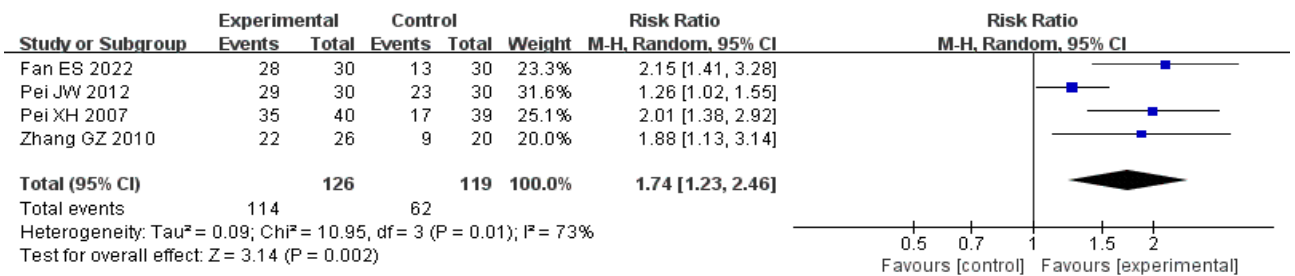 Experimental Control Risk Ratio Risk Ratio
Study or Subgroup Events Total Events Total Weight M-H, Random, 95% CI M-H, Random, 95% CI
Fan ES 2022 28 30 13 30 23.3% 2.15 [1.41, 3.28]
Pei JW 2012 29 30 23 30 31.6% 1.26 [1.02, 1.55]
Pei XH 2007 35 40 17 39 25.1% 2.01 [1.38, 2.92]
Zhang GZ 2010 22 26 9 20 20.0% 1.88 [1.13, 3.14]
Total (95% CI) 126 119 100.0% 1.74 [1.23, 2.46]
Total events 114 62
Heterogeneity: Tau² = 0.09; Chi² = 10.95, df = 3 (P = 0.01); I² = 73%
Test for overall effect: Z = 3.14 (P = 0.002)
0.5 0.7 1 1.5 2
Favours [control] Favours [experimental]